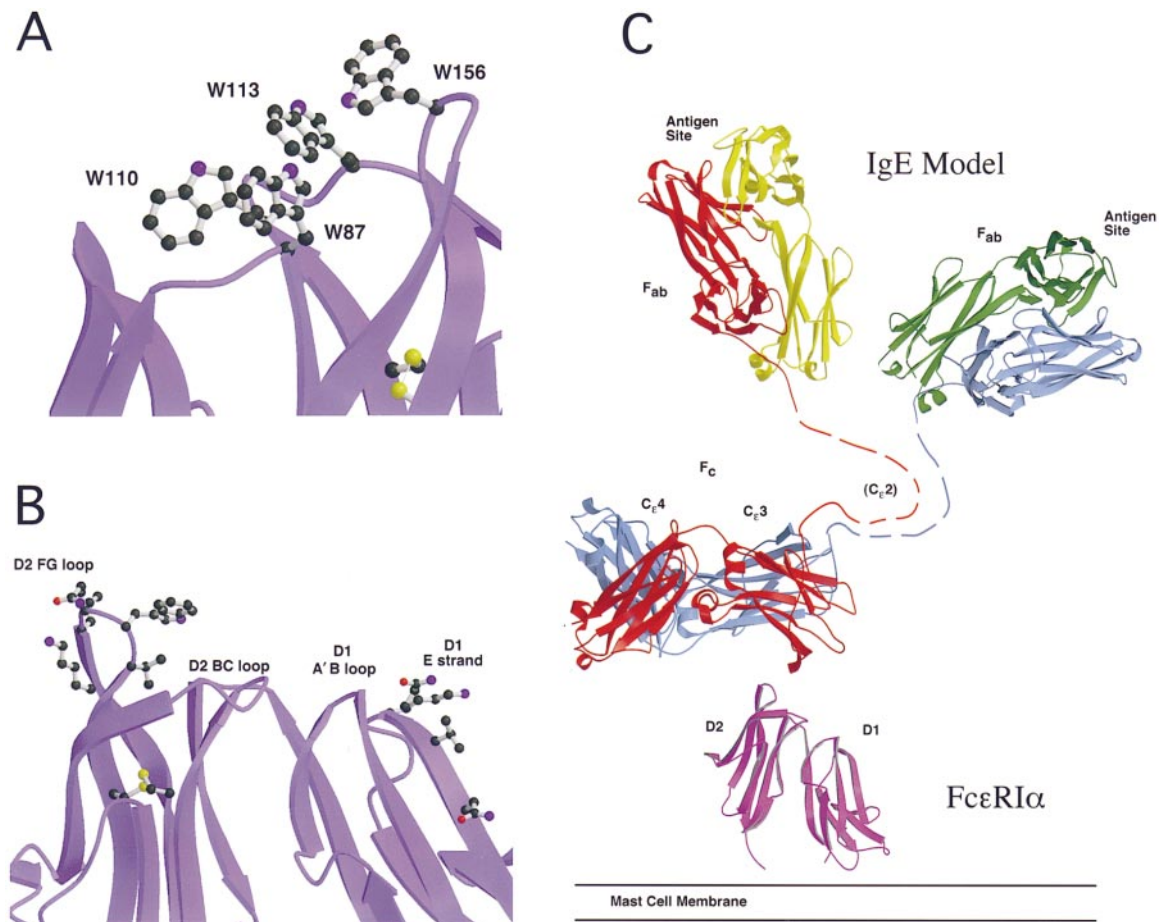 A
W156
W113
W110
W87
B
D2 FG loop
D2 BC loop
D1
A′ B loop
D1
E strand
C
Antigen
Site
IgE Model
Fab
Antigen
Site
Fab
Fc
(Cε2)
Cε4
Cε3
D2
D1
FcεRIα
Mast Cell Membrane